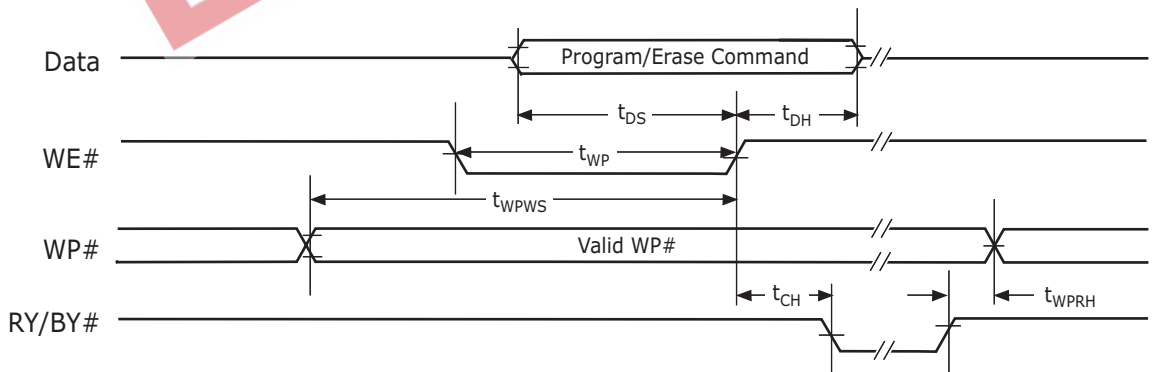 Data
Program/Erase Command
tDS
tDH
WE#
tWP
tWPWS
WP#
Valid WP#
tCH
tWPRH
RY/BY#